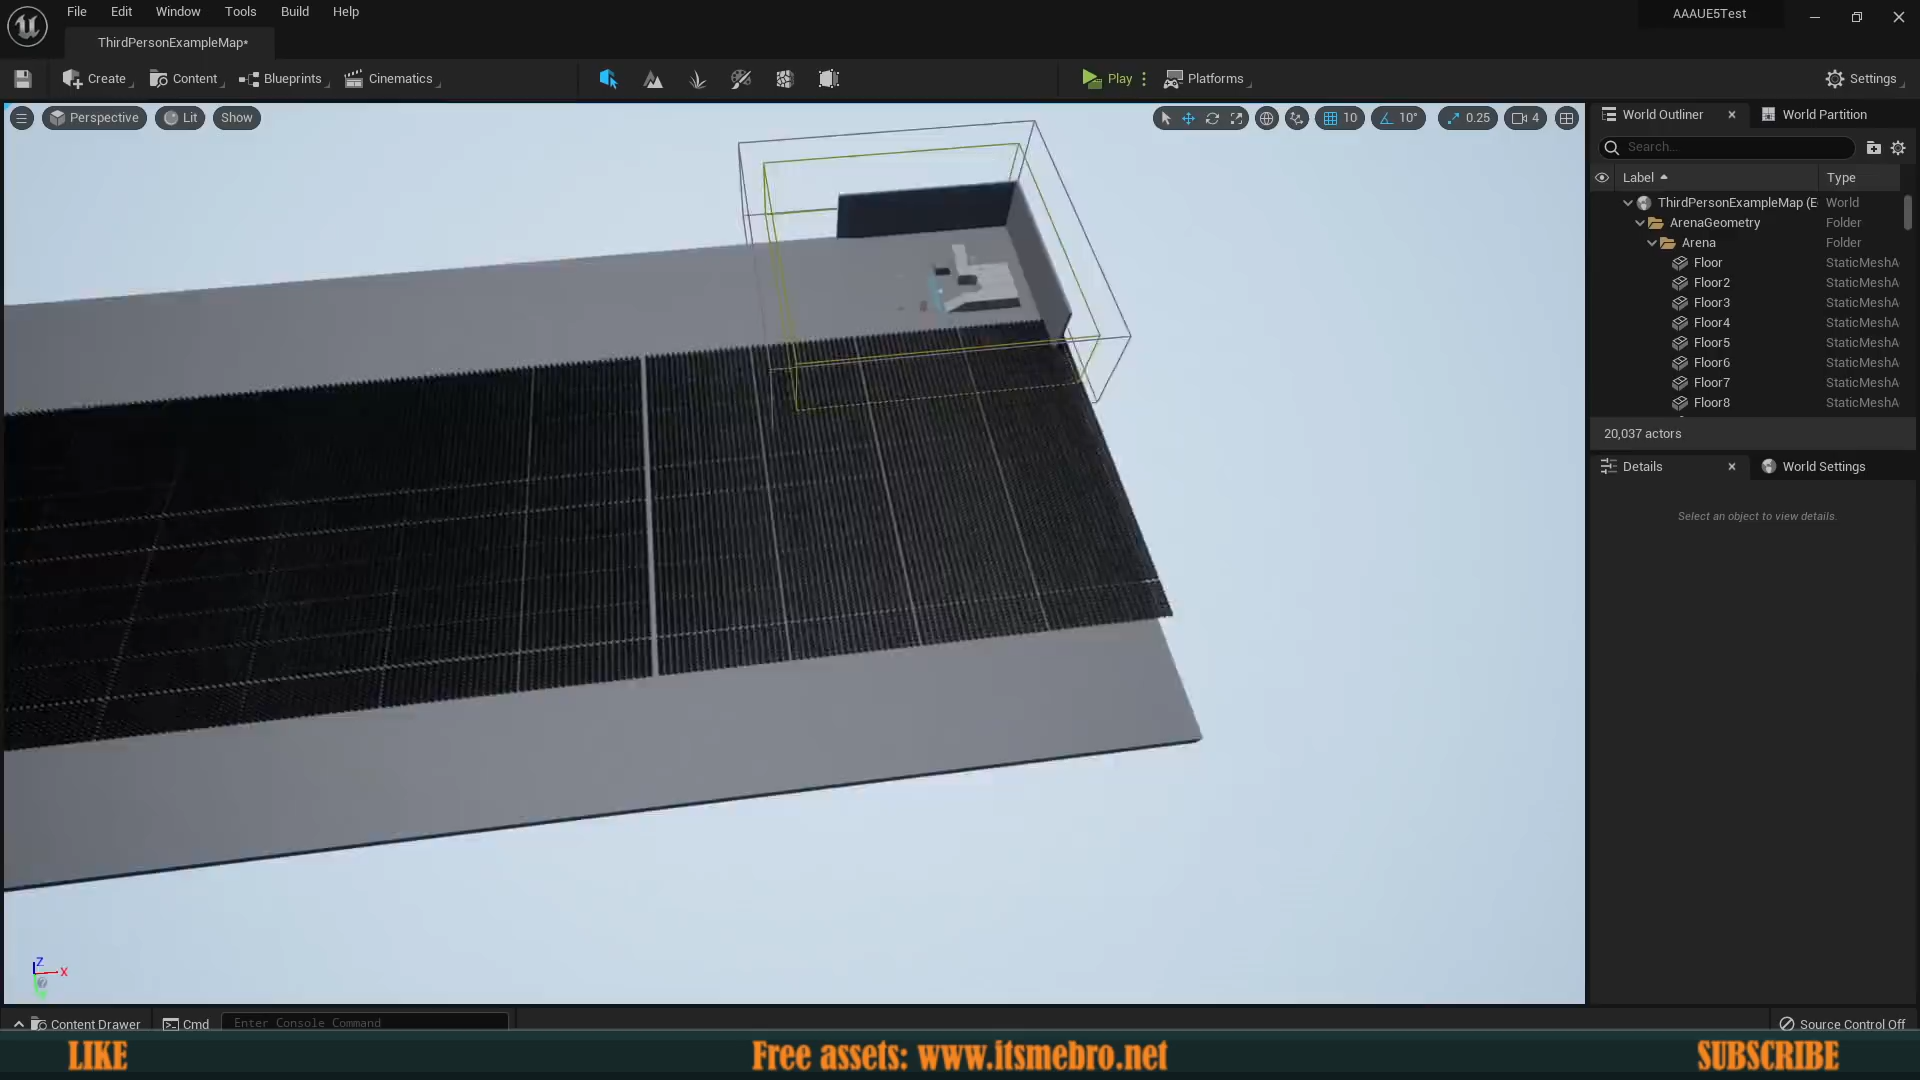 File Edit Window Tools Build Help
AAAUE5Test
ThirdPersonExampleMap*
Create Content Blueprints Cinematics Play Platforms Settings
Perspective Lit Show 10 10° 0.25 4
World Outliner World Partition
Search...
Label Type
ThirdPersonExampleMap (E World
ArenaGeometry Folder
Arena Folder
Floor StaticMeshA
Floor2 StaticMeshA
Floor3 StaticMeshA
Floor4 StaticMeshA
Floor5 StaticMeshA
Floor6 StaticMeshA
Floor7 StaticMeshA
Floor8 StaticMeshA
20,037 actors
Details World Settings
Select an object to view details.
Z
X
Content Drawer Cmd Enter Console Command Source Control Off
LIKE Free assets: www.itsmebro.net SUBSCRIBE